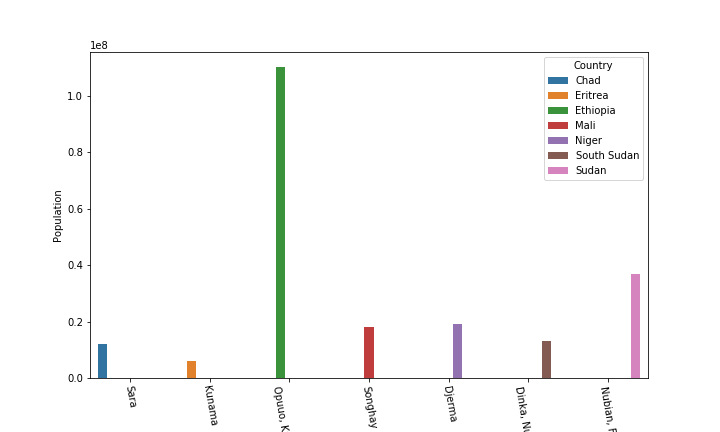 1e8
Population
1.0
0.8
0.6
0.4
0.2
0.0
Country
Chad
Eritrea
Ethiopia
Mali
Niger
South Sudan
Sudan
Sara
Kunama
Opuuo, K
Songhay
Djerma
Dinka, Nu
Nubian, F